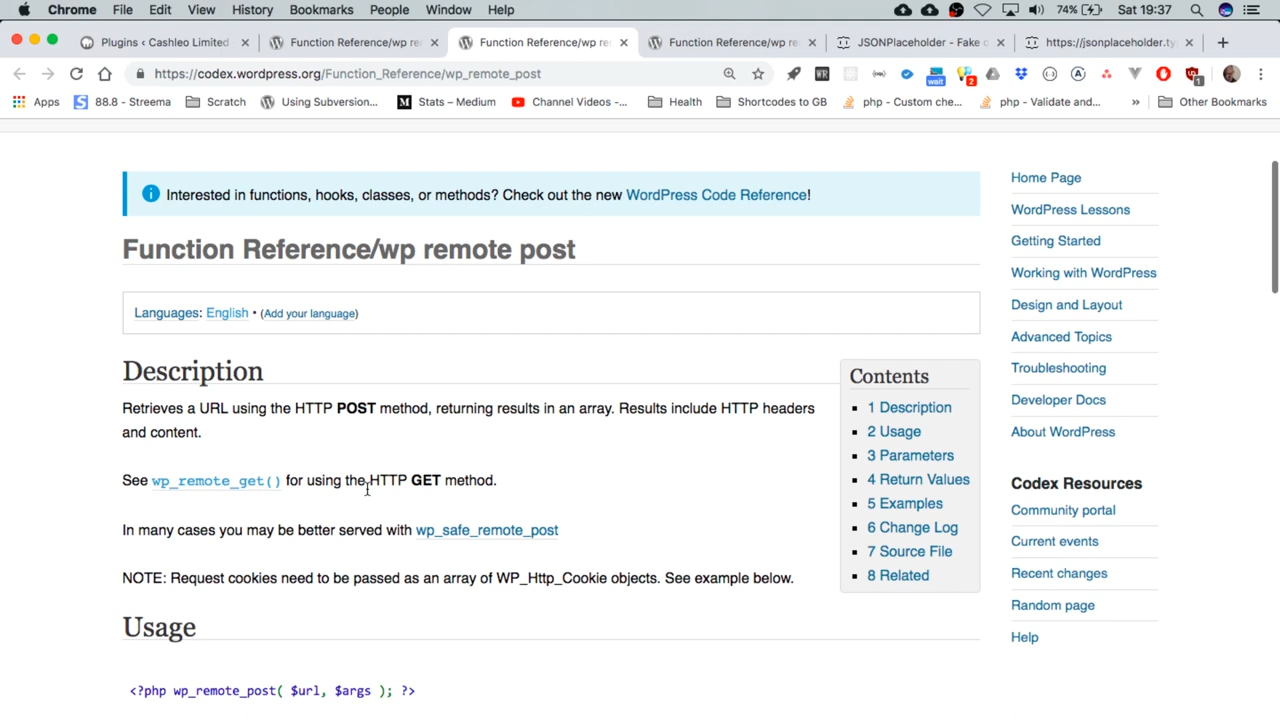 Chrome File Edit View History Bookmarks People Window Help 74% Sat 19:37
Plugins ‹ Cashleo Limited Function Reference/wp re Function Reference/wp re Function Reference/wp re JSONPlaceholder - Fake o https://jsonplaceholder.ty
https://codex.wordpress.org/Function_Reference/wp_remote_post WR wait 2 1
Apps 88.8 - Streema Scratch Using Subversion... Stats – Medium Channel Videos -... Health Shortcodes to GB php - Custom che... php - Validate and... » Other Bookmarks
Interested in functions, hooks, classes, or methods? Check out the new WordPress Code Reference!
Function Reference/wp remote post
Languages: English • (Add your language)
Description
Retrieves a URL using the HTTP POST method, returning results in an array. Results include HTTP headers
and content.
See wp_remote_get() for using the HTTP GET method.
In many cases you may be better served with wp_safe_remote_post
NOTE: Request cookies need to be passed as an array of WP_Http_Cookie objects. See example below.
Usage
<?php wp_remote_post( $url, $args ); ?>
Contents
1 Description
2 Usage
3 Parameters
4 Return Values
5 Examples
6 Change Log
7 Source File
8 Related
Home Page
WordPress Lessons
Getting Started
Working with WordPress
Design and Layout
Advanced Topics
Troubleshooting
Developer Docs
About WordPress
Codex Resources
Community portal
Current events
Recent changes
Random page
Help